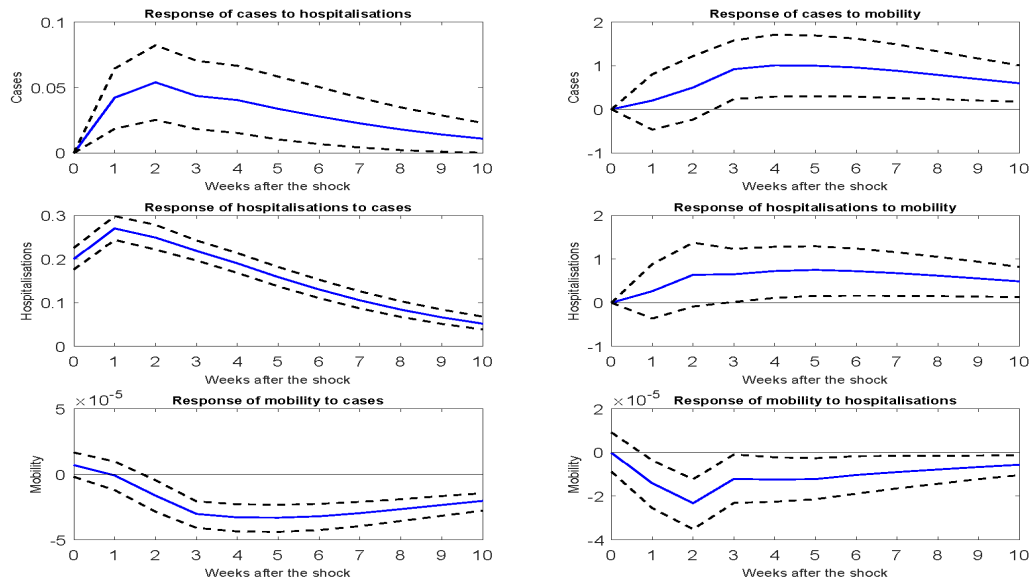 Response of cases to hospitalisations
0.1
0.05
0
Cases
0 1 2 3 4 5 6 7 8 9 10
Weeks after the shock
Response of cases to mobility
2
1
0
-1
Cases
0 1 2 3 4 5 6 7 8 9 10
Weeks after the shock
Response of hospitalisations to cases
0.3
0.2
0.1
0
Hospitalisations
0 1 2 3 4 5 6 7 8 9 10
Weeks after the shock
Response of hospitalisations to mobility
2
1
0
-1
Hospitalisations
0 1 2 3 4 5 6 7 8 9 10
Weeks after the shock
×10⁻⁵
Response of mobility to cases
5
0
-5
Mobility
0 1 2 3 4 5 6 7 8 9 10
Weeks after the shock
×10⁻⁵
Response of mobility to hospitalisations
2
0
-2
-4
Mobility
0 1 2 3 4 5 6 7 8 9 10
Weeks after the shock